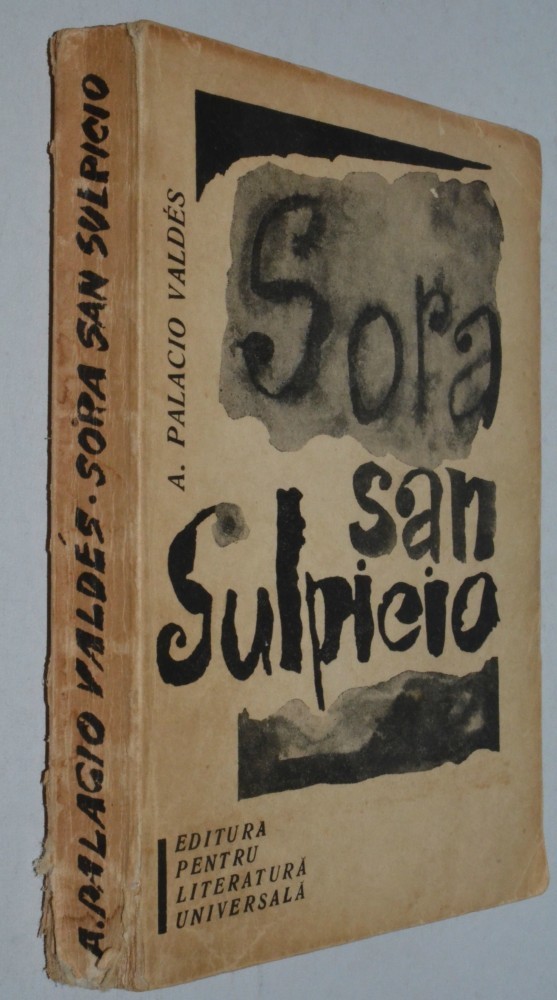 A. PALACIO VALDÉS · SORA SAN SULPICIO
A. PALACIO VALDÉS
Sora
san
Sulpicio
EDITURA
PENTRU
LITERATURĂ
UNIVERSALĂ